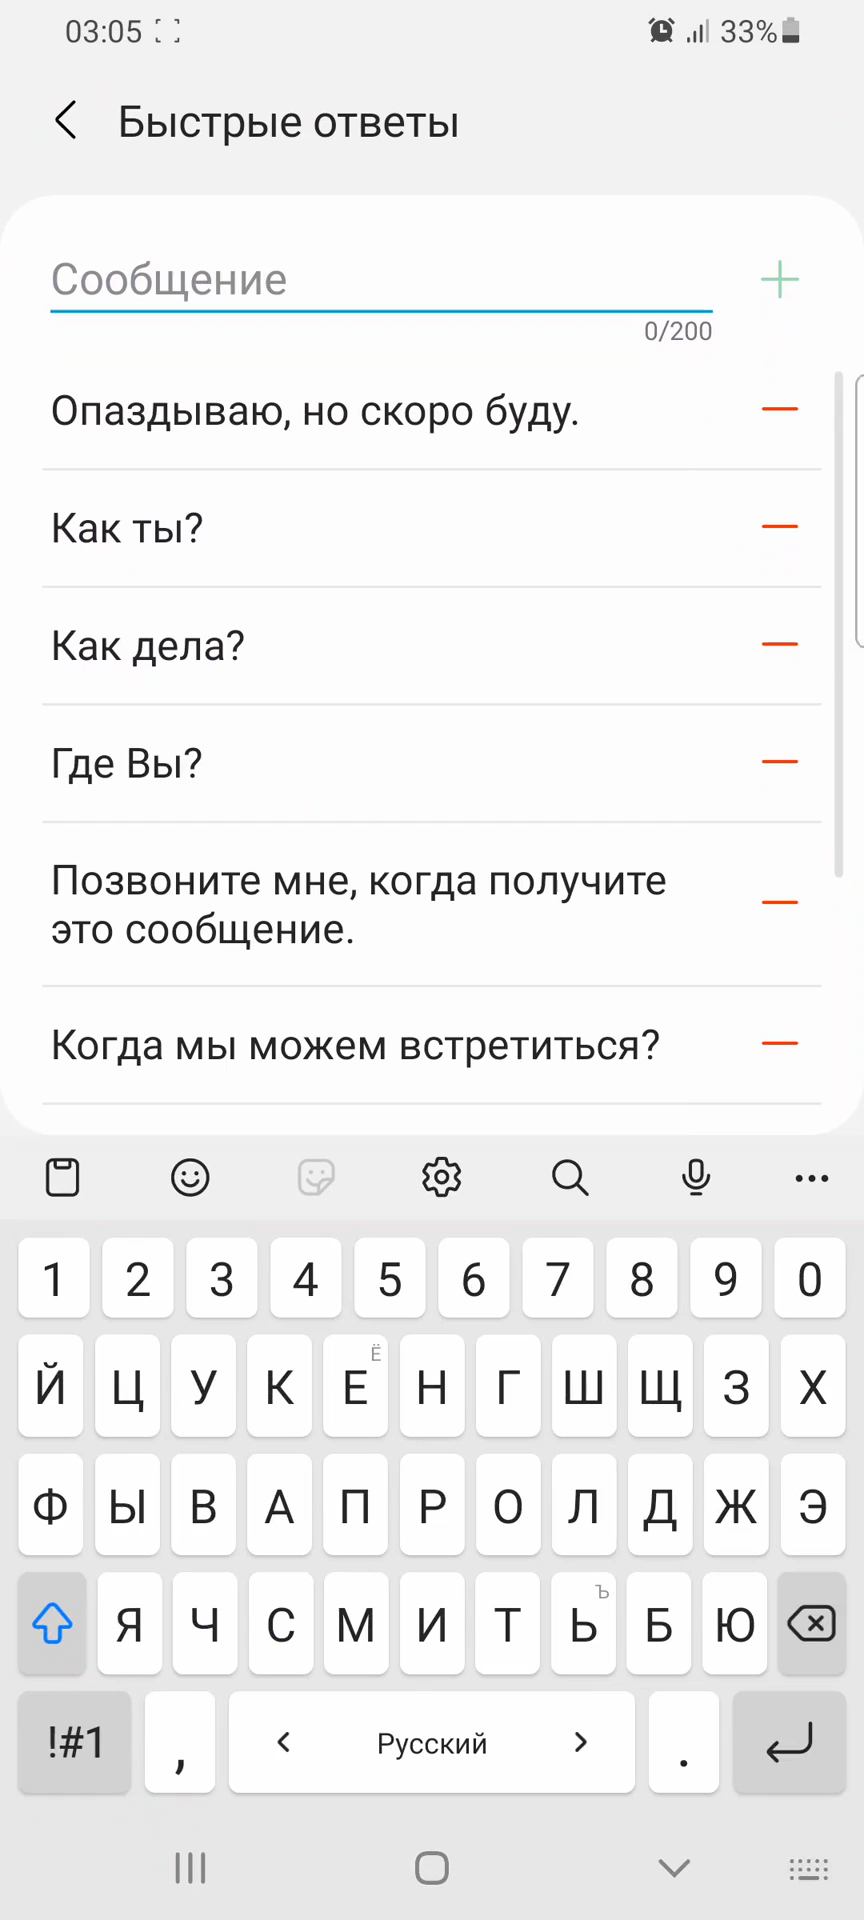 03:05 33%
Быстрые ответы
Сообщение
0/200
Опаздываю, но скоро буду.
Как ты?
Как дела?
Где Вы?
Позвоните мне, когда получите
это сообщение.
Когда мы можем встретиться?
1 2 3 4 5 6 7 8 9 0
Й Ц У К Е Ё Н Г Ш Щ З Х
Ф Ы В А П Р О Л Д Ж Э
Я Ч С М И Т Ь Ъ Б Ю
!#1 , < Русский > .